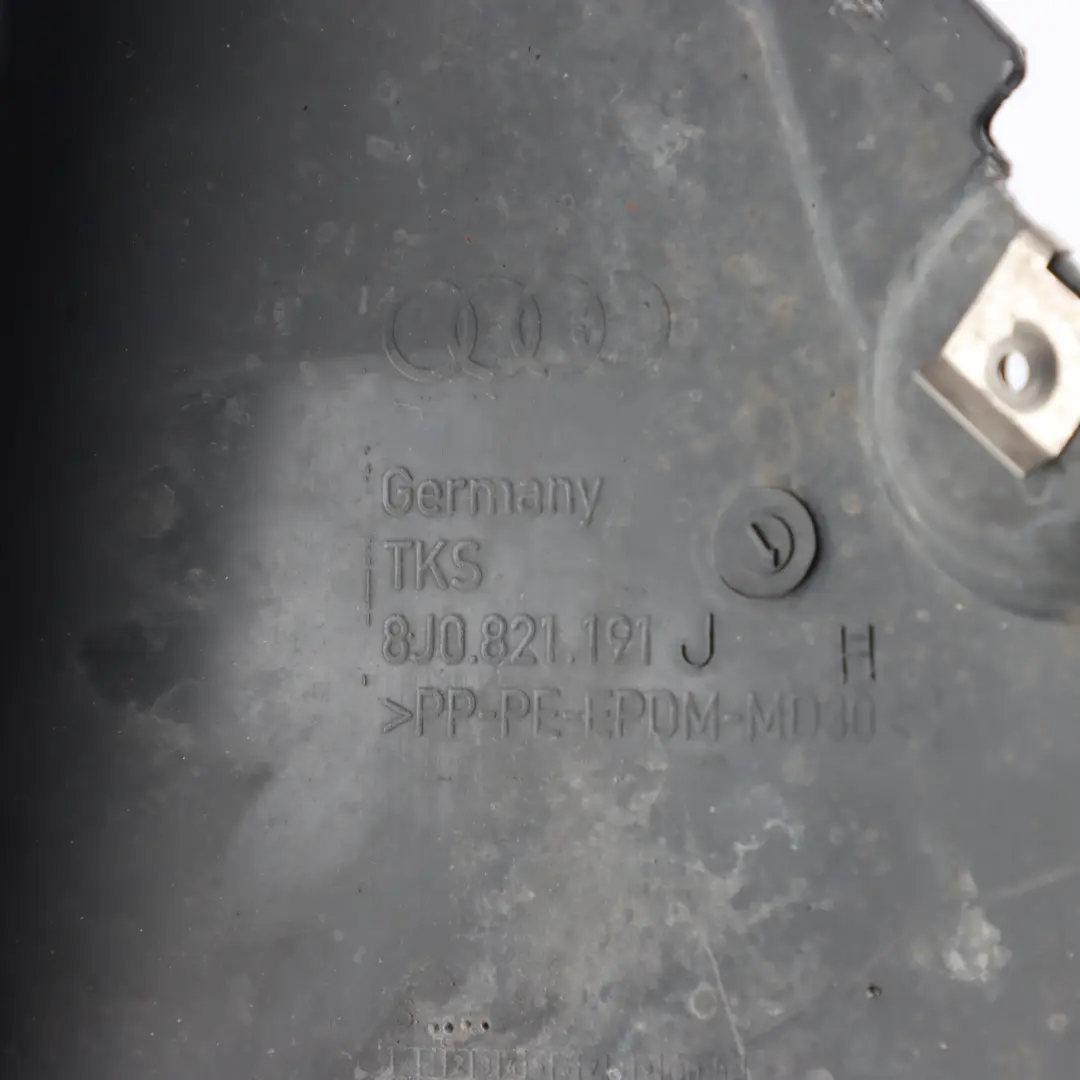 Germany
TKS
8J0.821.191 J H
>PP-PE-EPDM-MD30